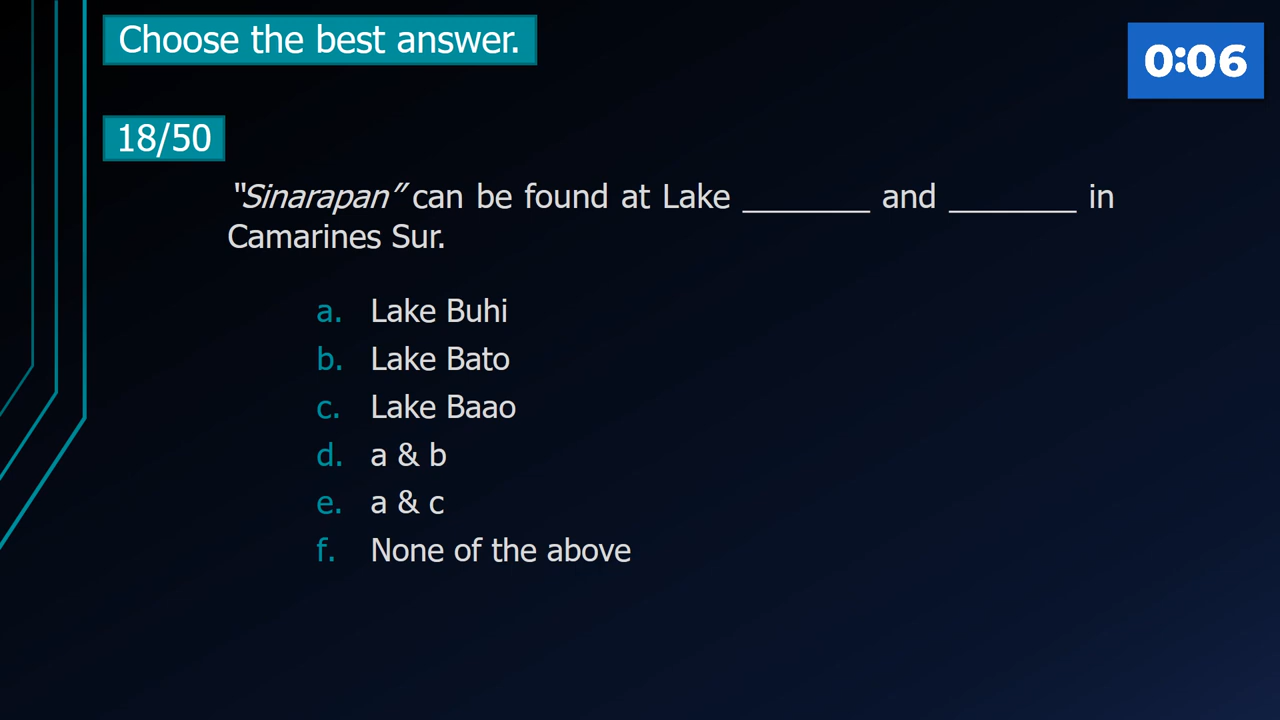 Choose the best answer.
0:06
18/50
"Sinarapan” can be found at Lake ________ and ________ in
Camarines Sur.
a. Lake Buhi
b. Lake Bato
c. Lake Baao
d. a & b
e. a & c
f. None of the above